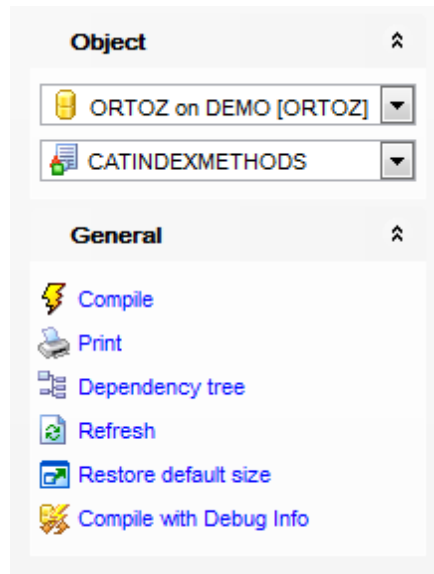 Object
ORTOZ on DEMO [ORTOZ]
CATINDEXMETHODS
General
Compile
Print
Dependency tree
Refresh
Restore default size
Compile with Debug Info